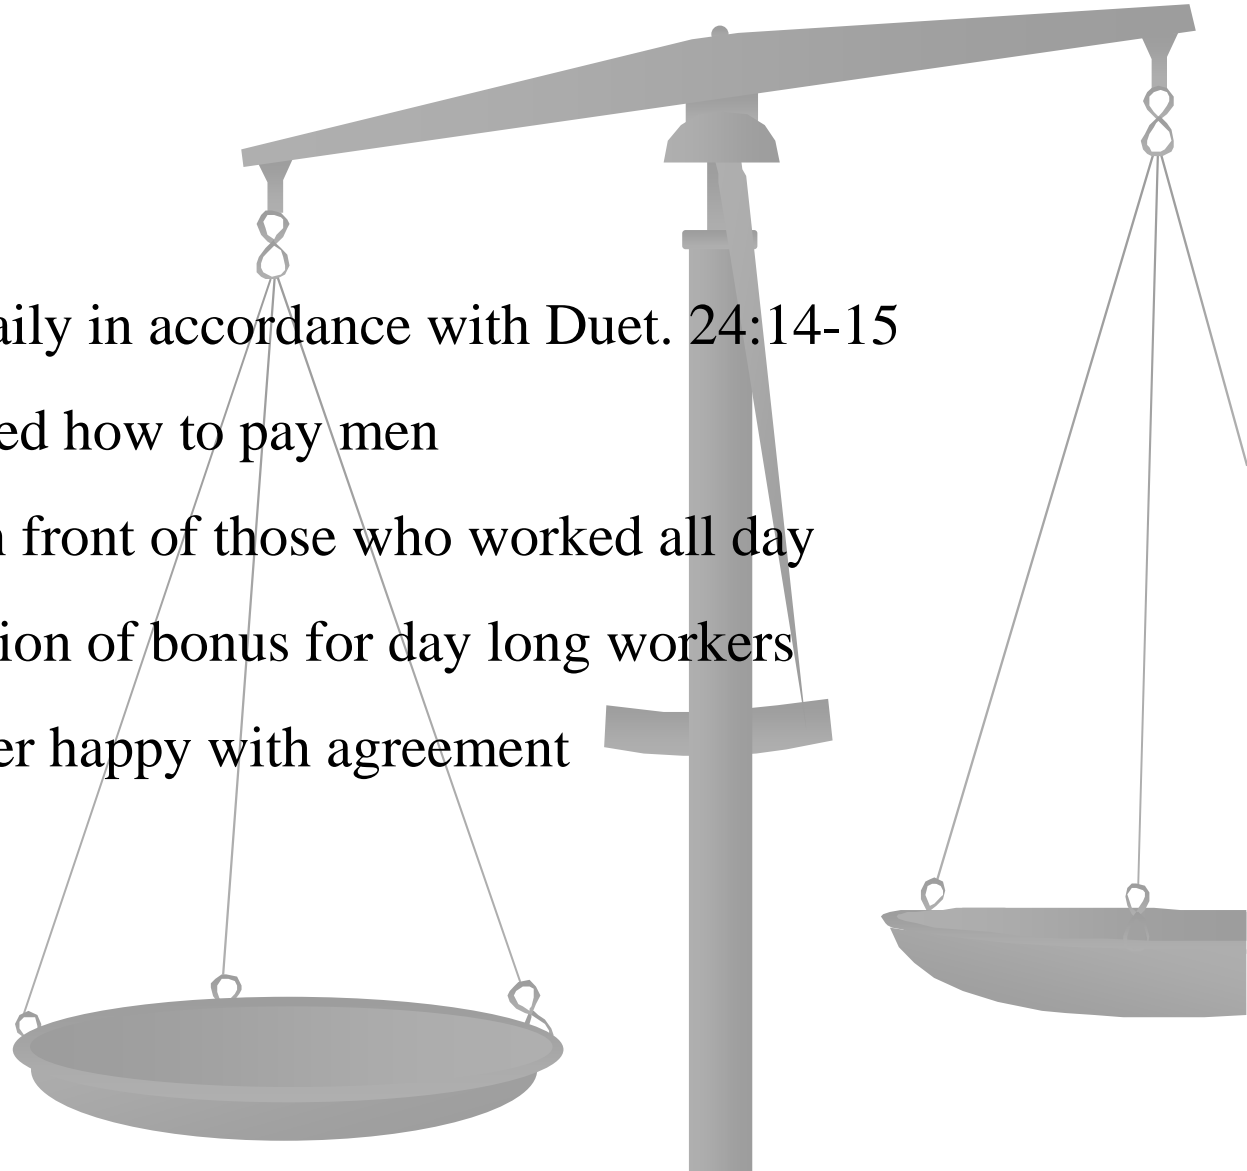 aily in accordance with Duet. 24:14-15
ed how to pay men
n front of those who worked all day
ion of bonus for day long workers
er happy with agreement